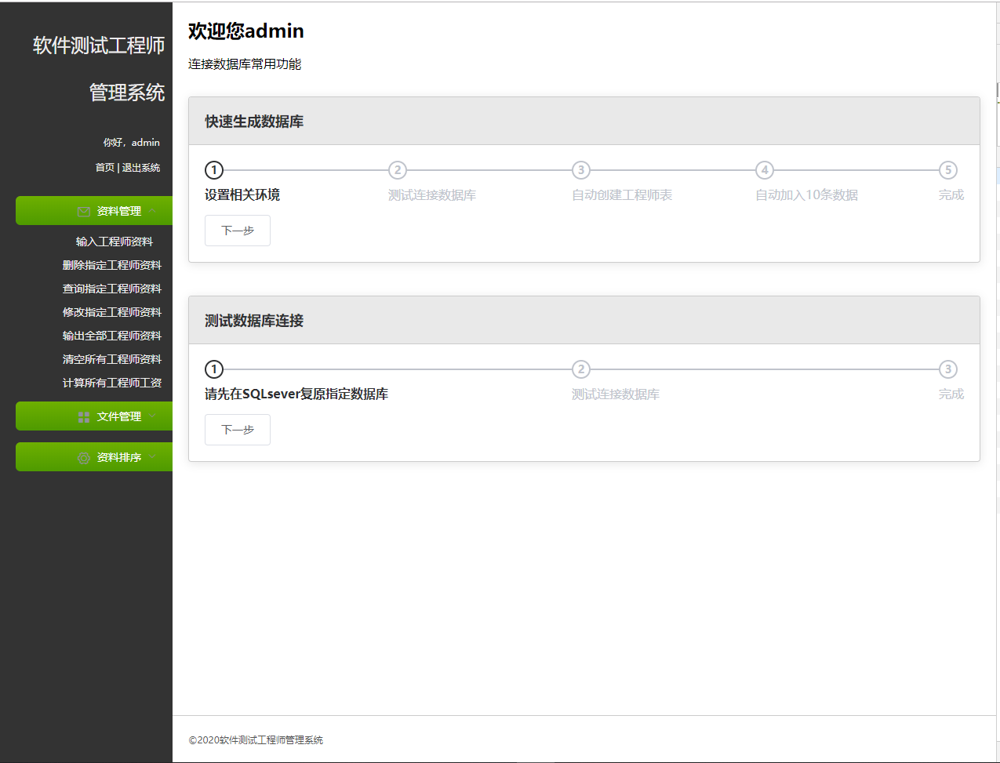 软件测试工程师
管理系统
你好，admin
首页 | 退出系统
资料管理
输入工程师资料
删除指定工程师资料
查询指定工程师资料
修改指定工程师资料
输出全部工程师资料
清空所有工程师资料
计算所有工程师工资
文件管理
资料排序
欢迎您admin
连接数据库常用功能
快速生成数据库
1 2 3 4 5
设置相关环境 测试连接数据库 自动创建工程师表 自动加入10条数据 完成
下一步
测试数据库连接
1 2 3
请先在SQLsever复原指定数据库 测试连接数据库 完成
下一步
©2020软件测试工程师管理系统